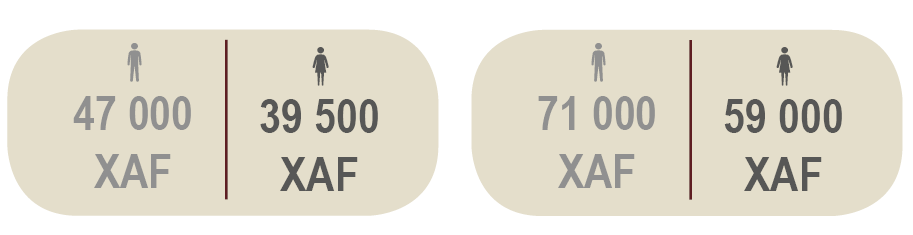 47 000
XAF
39 500
XAF
71 000
XAF
59 000
XAF